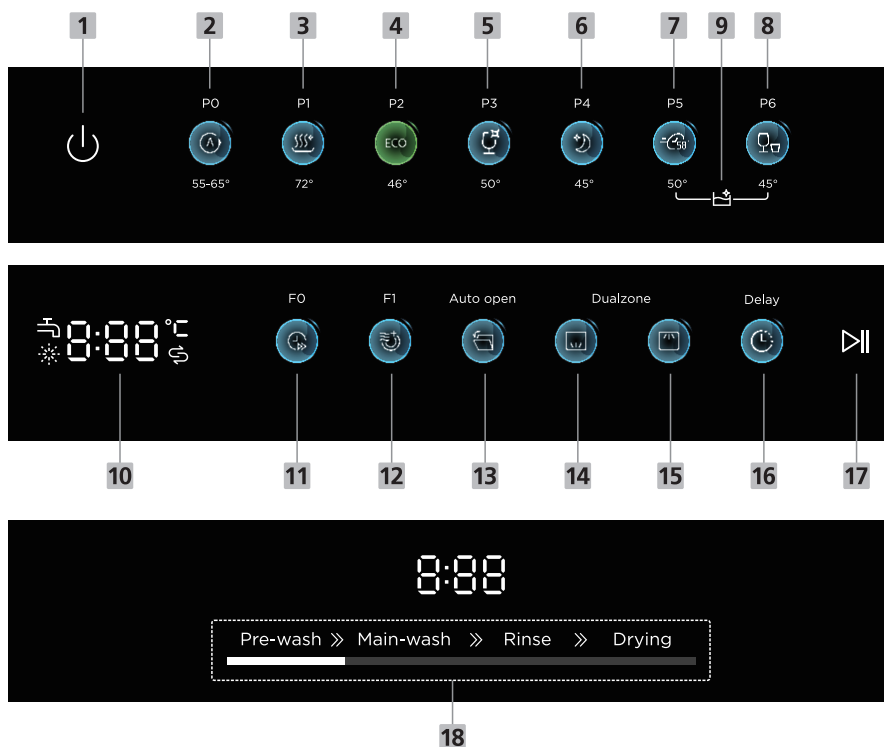 1 2 3 4 5 6 7 9 8
P0 P1 P2 P3 P4 P5 P6
A ECO 58'
55-65° 72° 46° 50° 45° 50° 45°
F0 F1 Auto open Dualzone Delay
8:88 °C
10 11 12 13 14 15 16 17
8:88
Pre-wash » Main-wash » Rinse » Drying
18